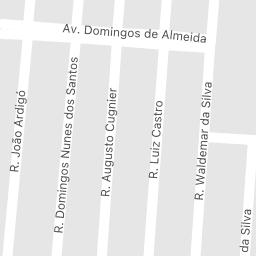 Av. Domingos de Almeida
R. João Ardigó
R. Domingos Nunes dos Santos
R. Augusto Cugnier
R. Luiz Castro
R. Waldemar da Silva
da Silva